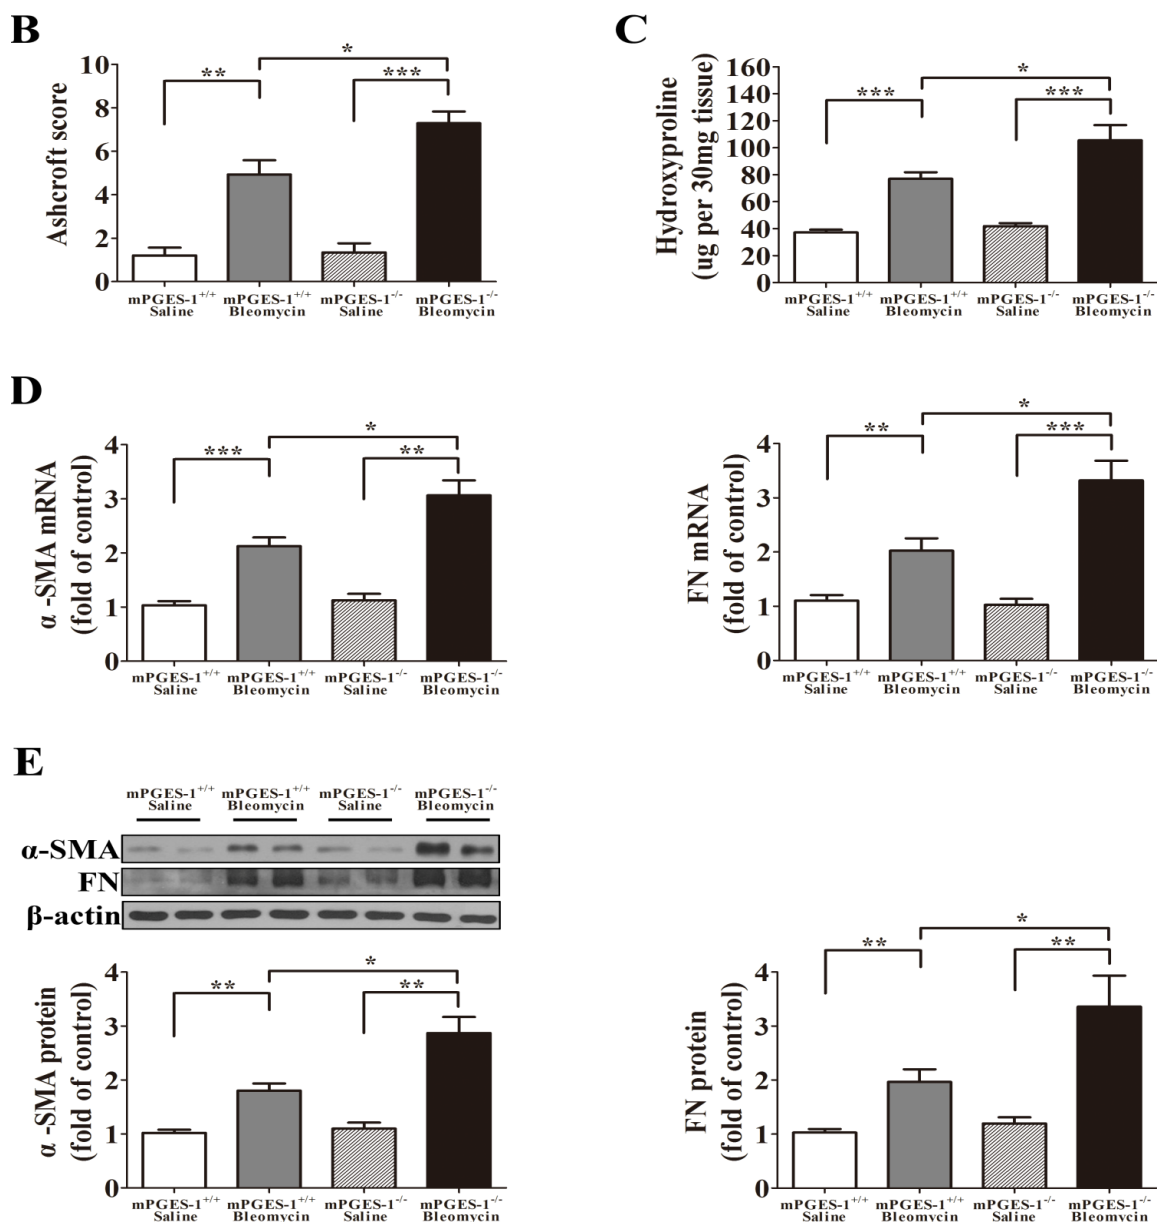 B
Ashcroft score
10
8
6
4
2
0
**
*
***
mPGES-1+/+ Saline
mPGES-1+/+ Bleomycin
mPGES-1-/- Saline
mPGES-1-/- Bleomycin
C
Hydroxyproline
(ug per 30mg tissue)
160
140
120
100
80
60
40
20
0
***
*
***
mPGES-1+/+ Saline
mPGES-1+/+ Bleomycin
mPGES-1-/- Saline
mPGES-1-/- Bleomycin
D
α -SMA mRNA
(fold of control)
4
3
2
1
0
***
*
**
mPGES-1+/+ Saline
mPGES-1+/+ Bleomycin
mPGES-1-/- Saline
mPGES-1-/- Bleomycin
FN mRNA
(fold of control)
4
3
2
1
0
**
*
***
mPGES-1+/+ Saline
mPGES-1+/+ Bleomycin
mPGES-1-/- Saline
mPGES-1-/- Bleomycin
E
mPGES-1+/+ Saline
mPGES-1+/+ Bleomycin
mPGES-1-/- Saline
mPGES-1-/- Bleomycin
α-SMA
FN
β-actin
α -SMA protein
(fold of control)
4
3
2
1
0
**
*
**
mPGES-1+/+ Saline
mPGES-1+/+ Bleomycin
mPGES-1-/- Saline
mPGES-1-/- Bleomycin
FN protein
(fold of control)
4
3
2
1
0
**
*
**
mPGES-1+/+ Saline
mPGES-1+/+ Bleomycin
mPGES-1-/- Saline
mPGES-1-/- Bleomycin